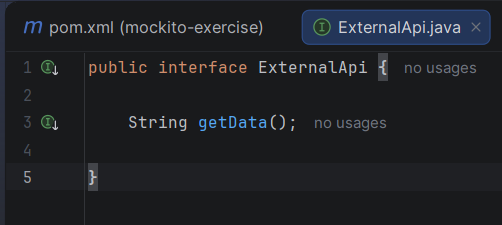 m pom.xml (mockito-exercise) I ExternalApi.java ×
1 public interface ExternalApi { no usages
2
3 String getData(); no usages
4
5 }